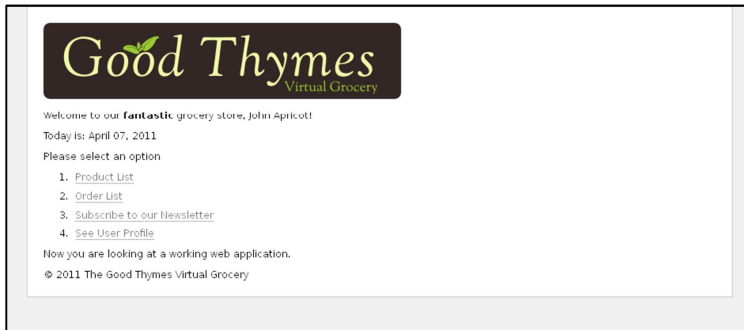 Good Thymes
Virtual Grocery
Welcome to our fantastic grocery store, John Apricot!
Today is: April 07, 2011
Please select an option
1. Product List
2. Order List
3. Subscribe to our Newsletter
4. See User Profile
Now you are looking at a working web application.
© 2011 The Good Thymes Virtual Grocery